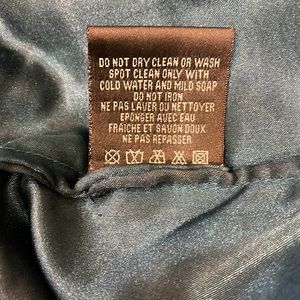 DO NOT DRY CLEAN OR WASH
SPOT CLEAN ONLY WITH
COLD WATER AND MILD SOAP
DO NOT IRON
NE PAS LAVER OU NETTOYER
EPONGER AVEC EAU
FRAÎCHE ET SAVON DOUX
NE PAS REPASSER